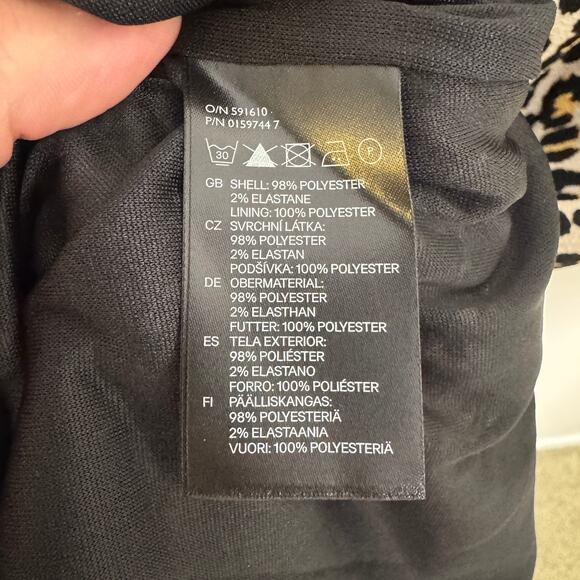 O/N 591610
P/N 0159744 7
30 P
GB SHELL: 98% POLYESTER
2% ELASTANE
LINING: 100% POLYESTER
CZ SVRCHNÍ LÁTKA:
98% POLYESTER
2% ELASTAN
PODŠÍVKA: 100% POLYESTER
DE OBERMATERIAL:
98% POLYESTER
2% ELASTHAN
FUTTER: 100% POLYESTER
ES TELA EXTERIOR:
98% POLIÉSTER
2% ELASTANO
FORRO: 100% POLIÉSTER
FI PÄÄLLISKANGAS:
98% POLYESTERIÄ
2% ELASTAANIA
VUORI: 100% POLYESTERIÄ